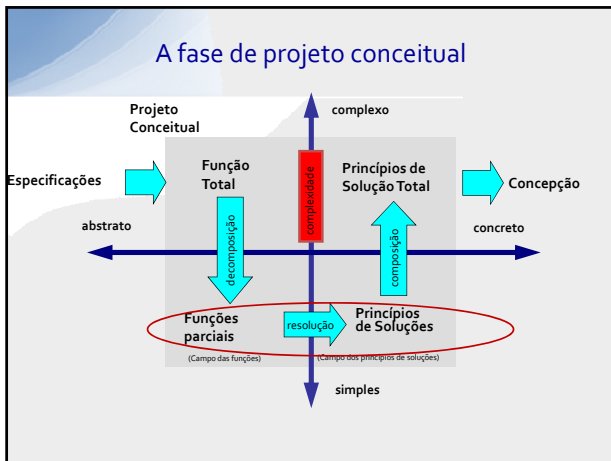 A fase de projeto conceitual
Projeto
Conceitual
complexo
Especificações
Função
Total
complexidade
Princípios de
Solução Total
Concepção
abstrato
decomposição
composição
concreto
Funções
parciais
resolução
Princípios
de Soluções
(Campo das funções)
(Campo dos princípios de soluções)
simples